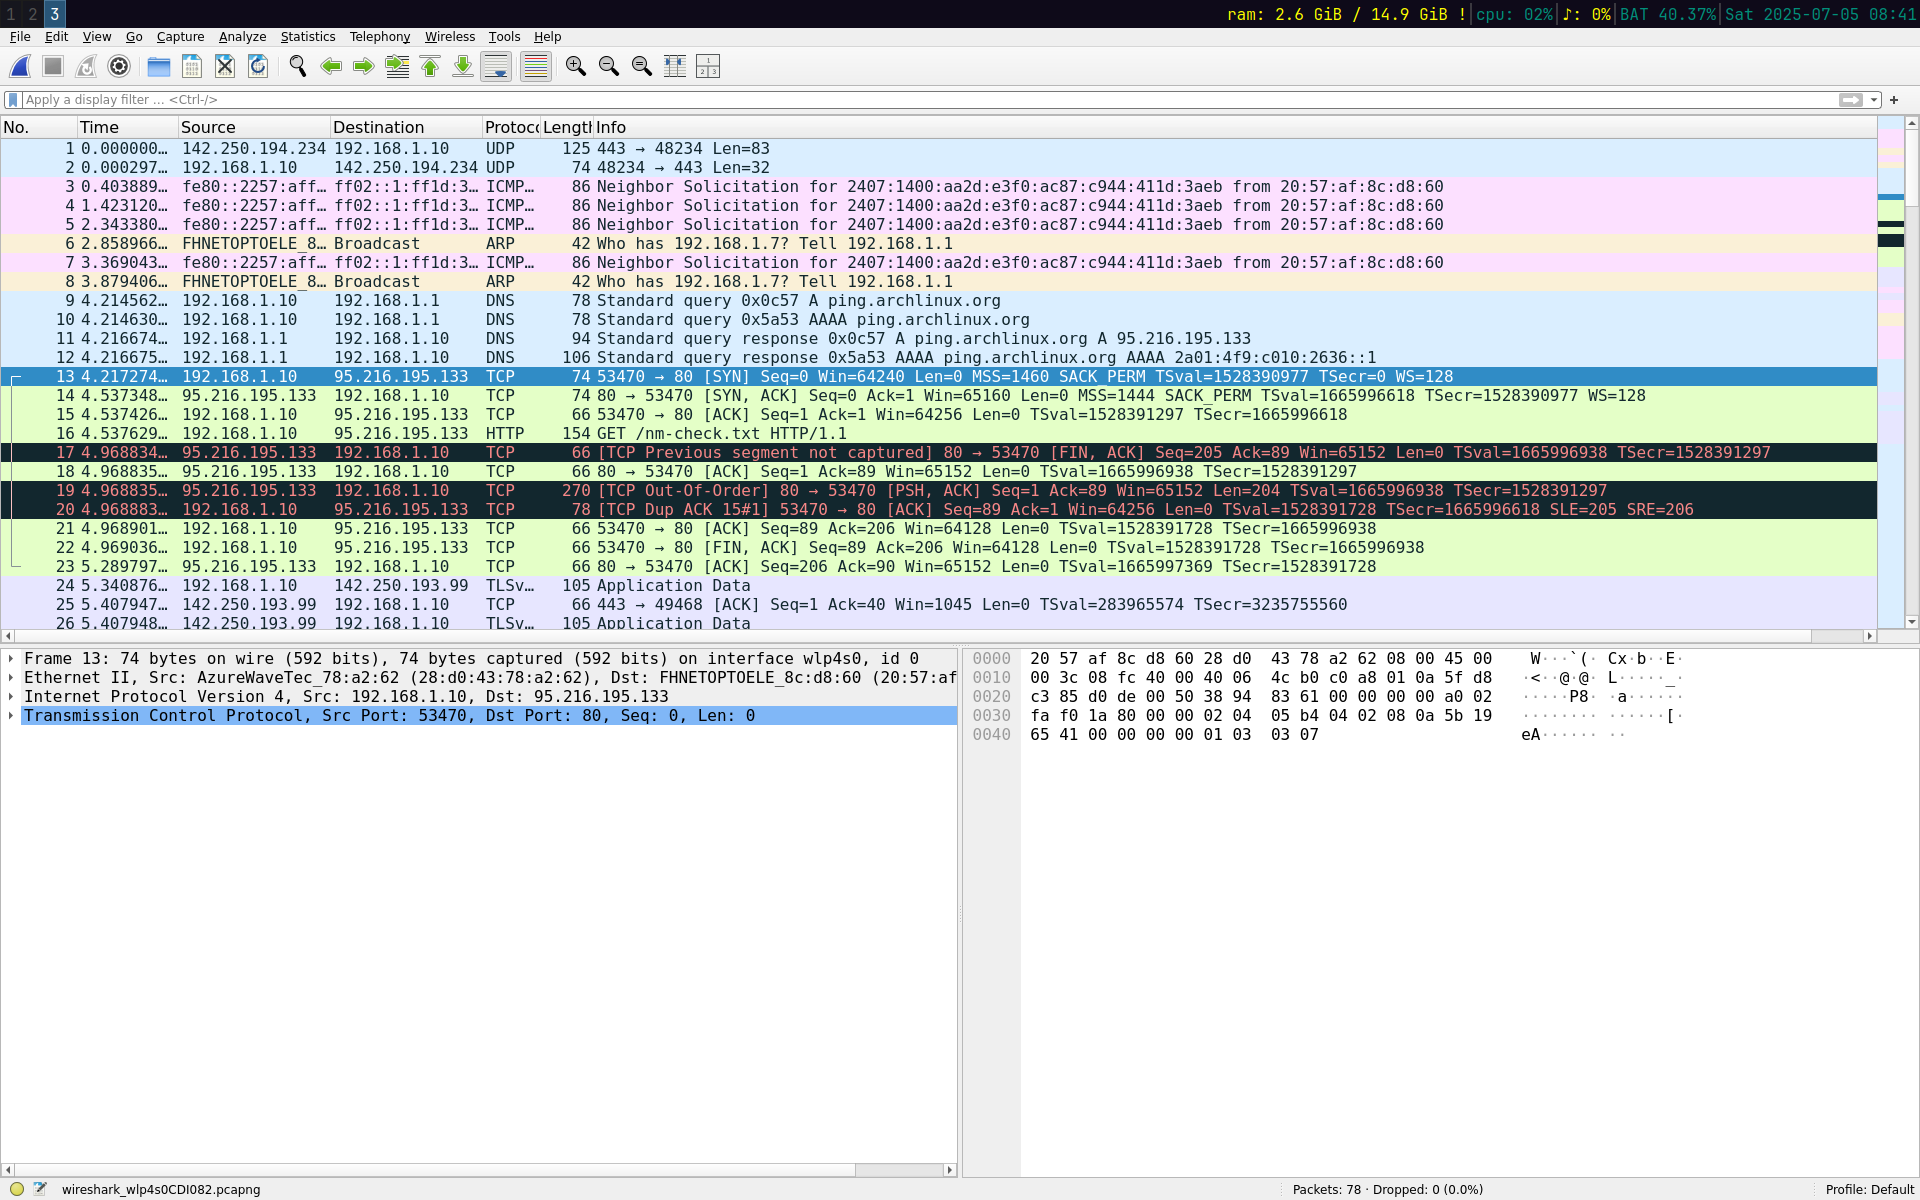 1 2 3 ram: 2.6 GiB / 14.9 GiB !|cpu: 02%|♪: 0%|BAT 40.37%|Sat 2025-07-05 08:41
File Edit View Go Capture Analyze Statistics Telephony Wireless Tools Help
Apply a display filter … <Ctrl-/>
No. Time Source Destination Protoco Length Info
1 0.000000… 142.250.194.234 192.168.1.10 UDP 125 443 → 48234 Len=83
2 0.000297… 192.168.1.10 142.250.194.234 UDP 74 48234 → 443 Len=32
3 0.403889… fe80::2257:aff… ff02::1:ff1d:3… ICMP… 86 Neighbor Solicitation for 2407:1400:aa2d:e3f0:ac87:c944:411d:3aeb from 20:57:af:8c:d8:60
4 1.423120… fe80::2257:aff… ff02::1:ff1d:3… ICMP… 86 Neighbor Solicitation for 2407:1400:aa2d:e3f0:ac87:c944:411d:3aeb from 20:57:af:8c:d8:60
5 2.343380… fe80::2257:aff… ff02::1:ff1d:3… ICMP… 86 Neighbor Solicitation for 2407:1400:aa2d:e3f0:ac87:c944:411d:3aeb from 20:57:af:8c:d8:60
6 2.858966… FHNETOPTOELE_8… Broadcast ARP 42 Who has 192.168.1.7? Tell 192.168.1.1
7 3.369043… fe80::2257:aff… ff02::1:ff1d:3… ICMP… 86 Neighbor Solicitation for 2407:1400:aa2d:e3f0:ac87:c944:411d:3aeb from 20:57:af:8c:d8:60
8 3.879406… FHNETOPTOELE_8… Broadcast ARP 42 Who has 192.168.1.7? Tell 192.168.1.1
9 4.214562… 192.168.1.10 192.168.1.1 DNS 78 Standard query 0x0c57 A ping.archlinux.org
10 4.214630… 192.168.1.10 192.168.1.1 DNS 78 Standard query 0x5a53 AAAA ping.archlinux.org
11 4.216674… 192.168.1.1 192.168.1.10 DNS 94 Standard query response 0x0c57 A ping.archlinux.org A 95.216.195.133
12 4.216675… 192.168.1.1 192.168.1.10 DNS 106 Standard query response 0x5a53 AAAA ping.archlinux.org AAAA 2a01:4f9:c010:2636::1
13 4.217274… 192.168.1.10 95.216.195.133 TCP 74 53470 → 80 [SYN] Seq=0 Win=64240 Len=0 MSS=1460 SACK_PERM TSval=1528390977 TSecr=0 WS=128
14 4.537348… 95.216.195.133 192.168.1.10 TCP 74 80 → 53470 [SYN, ACK] Seq=0 Ack=1 Win=65160 Len=0 MSS=1444 SACK_PERM TSval=1665996618 TSecr=1528390977 WS=128
15 4.537426… 192.168.1.10 95.216.195.133 TCP 66 53470 → 80 [ACK] Seq=1 Ack=1 Win=64256 Len=0 TSval=1528391297 TSecr=1665996618
16 4.537629… 192.168.1.10 95.216.195.133 HTTP 154 GET /nm-check.txt HTTP/1.1
17 4.968834… 95.216.195.133 192.168.1.10 TCP 66 [TCP Previous segment not captured] 80 → 53470 [FIN, ACK] Seq=205 Ack=89 Win=65152 Len=0 TSval=1665996938 TSecr=1528391297
18 4.968835… 95.216.195.133 192.168.1.10 TCP 66 80 → 53470 [ACK] Seq=1 Ack=89 Win=65152 Len=0 TSval=1665996938 TSecr=1528391297
19 4.968835… 95.216.195.133 192.168.1.10 TCP 270 [TCP Out-Of-Order] 80 → 53470 [PSH, ACK] Seq=1 Ack=89 Win=65152 Len=204 TSval=1665996938 TSecr=1528391297
20 4.968883… 192.168.1.10 95.216.195.133 TCP 78 [TCP Dup ACK 15#1] 53470 → 80 [ACK] Seq=89 Ack=1 Win=64256 Len=0 TSval=1528391728 TSecr=1665996618 SLE=205 SRE=206
21 4.968901… 192.168.1.10 95.216.195.133 TCP 66 53470 → 80 [ACK] Seq=89 Ack=206 Win=64128 Len=0 TSval=1528391728 TSecr=1665996938
22 4.969036… 192.168.1.10 95.216.195.133 TCP 66 53470 → 80 [FIN, ACK] Seq=89 Ack=206 Win=64128 Len=0 TSval=1528391728 TSecr=1665996938
23 5.289797… 95.216.195.133 192.168.1.10 TCP 66 80 → 53470 [ACK] Seq=206 Ack=90 Win=65152 Len=0 TSval=1665997369 TSecr=1528391728
24 5.340876… 192.168.1.10 142.250.193.99 TLSv… 105 Application Data
25 5.407947… 142.250.193.99 192.168.1.10 TCP 66 443 → 49468 [ACK] Seq=1 Ack=40 Win=1045 Len=0 TSval=283965574 TSecr=3235755560
26 5.407948… 142.250.193.99 192.168.1.10 TLSv… 105 Application Data
Frame 13: 74 bytes on wire (592 bits), 74 bytes captured (592 bits) on interface wlp4s0, id 0
Ethernet II, Src: AzureWaveTec_78:a2:62 (28:d0:43:78:a2:62), Dst: FHNETOPTOELE_8c:d8:60 (20:57:af
Internet Protocol Version 4, Src: 192.168.1.10, Dst: 95.216.195.133
Transmission Control Protocol, Src Port: 53470, Dst Port: 80, Seq: 0, Len: 0
0000 20 57 af 8c d8 60 28 d0 43 78 a2 62 08 00 45 00 W···`(· Cx·b··E·
0010 00 3c 08 fc 40 00 40 06 4c b0 c0 a8 01 0a 5f d8 ·<··@·@· L·····_·
0020 c3 85 d0 de 00 50 38 94 83 61 00 00 00 00 a0 02 ·····P8· ·a······
0030 fa f0 1a 80 00 00 02 04 05 b4 04 02 08 0a 5b 19 ········ ······[·
0040 65 41 00 00 00 00 01 03 03 07 eA······ ··
wireshark_wlp4s0CDI082.pcapng Packets: 78 · Dropped: 0 (0.0%) Profile: Default